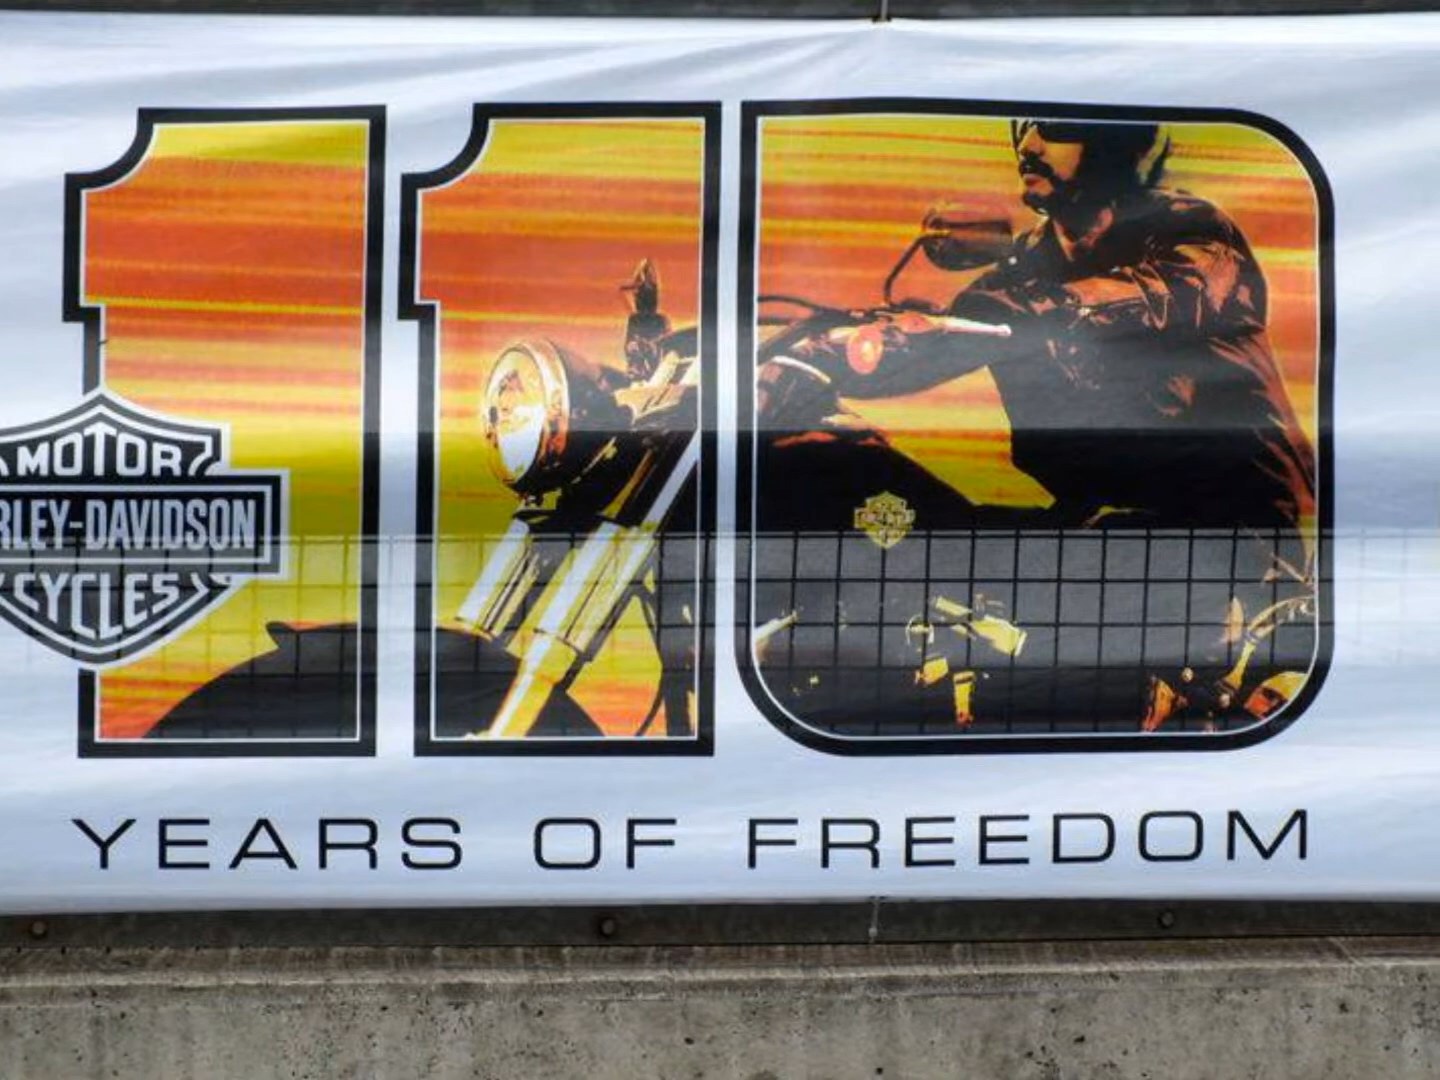 110
MOTOR
RLEY-DAVIDSON
CYCLES
YEARS OF FREEDOM